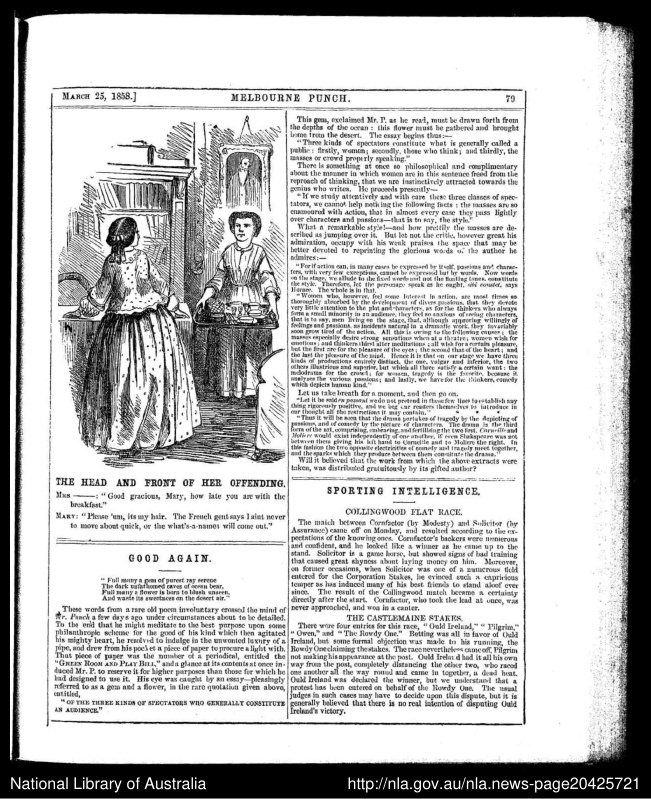 MARCH 25, 1858.]
MELBOURNE PUNCH.
79
THE HEAD AND FRONT OF HER OFFENDING.
MRS ———: "Good gracious, Mary, how late you are with the
breakfast."
MARY: "Please 'um, its my hair. The French gent says I aint never
to move about quick, or the what's-a-names will come out."
GOOD AGAIN.
"Full many a gem of purest ray serene
The dark unfathomed caves of ocean bear,
Full many a flower is born to blush unseen,
And waste its sweetness on the desert air."
These words from a rare old poem involuntary crossed the mind of
Mr. Punch a few days ago under circumstances about to be detailed.
To the end that he might meditate to the best purpose upon some
philanthropic scheme for the good of his kind which then agitated
his mighty heart, he resolved to indulge in the unwonted luxury of a
pipe, and drew from his pocket a piece of paper to procure a light with.
That piece of paper was the number of a periodical, entitled the
"GREEN ROOM AND PLAY BILL," and a glance at its contents at once in-
duced Mr. P. to reserve it for higher purposes than those for which he
had designed to use it. His eye was caught by an essay—pleasingly
referred to as a gem and a flower, in the rare quotation given above,
entitled,
"OF THE THREE KINDS OF SPECTATORS WHO GENERALLY CONSTITUTE
AN AUDIENCE."
This gem, exclaimed Mr. P. as he read, must be drawn forth from
the depths of the ocean: this flower must be gathered and brought
home from the desert. The essay begins thus:—
"Three kinds of spectators constitute what is generally called a
public: firstly, women; secondly, those who think; and thirdly, the
masses or crowd properly speaking."
There is something at once so philosophical and complimentary
about the manner in which women are in this sentence freed from the
reproach of thinking, that we are instinctively attracted towards the
genius who writes. He proceeds presently—
"If we study attentively and with care these three classes of spec-
tators, we cannot help noticing the following facts: the masses are so
enamoured with action, that in almost every case they pass lightly
over characters and passions—that is to say, the style."
What a remarkable style!—and how prettily the masses are de-
scribed as jumping over it. But let not the critic, however great his
admiration, occupy with his weak praises the space that may be
better devoted to reprinting the glorious words of the author he
admires:—
"For if action can, in many cases be expressed by itself, passions and charac-
ters, with very few exceptions, cannot be expressed but by words. Now words
on the stage, we allude to the fixed words and not the floating tones, constitute
the style. Therefore, let the personage speak as he ought, sibi constet, says
Horace. The whole is in that.
"Women who, however, feel some interest in action, are most times so
thoroughly absorbed by the development of divers passions, that they devote
very little attention to the plot and characters, as for the thinkers who always
form a small minority in an audience, they feel so anxious of seeing characters,
that is to say, men living on the stage, that, although appearing willingly of
feelings and passions, as incidents natural in a dramatic work, they invariably
soon grow tired of the action. All this is owing to the following causes; the
masses especially desire strong sensations when at a theatre; women wish for
emotions; and thinkers thirst after meditations; all wish for a certain pleasure,
but the first are for the pleasure of the eyes; the second that of the heart; and
the last the pleasure of the mind. Hence it is that on our stage we have three
kinds of productions entirely distinct, the one, vulgar and inferior, the two
others illustrious and superior, but which all three satisfy a certain want: the
melodrama for the crowd; for women, tragedy is the favorite, because it
analyses the various passions; and lastly, we have for the thinkers, comedy
which depicts human kind."
Let us take breath for a moment, and then go on.
"Let it be said en passant we do not pretend in these few lines to establish any
thing rigorously positive, and we beg our readers themselves to introduce in
our thought all the restrictions it may contain."
"Thus it will be seen that the drama partakes of tragedy by the depicting of
passions, and of comedy by the picture of characters. The drama is the third
form of the art, comprising, embracing, and fertilizing the two first. Corneille and
Moliere would exist independently of one another, if even Shakspeare was not
between them giving his left hand to Corneille and to Moliere the right. In
this fashion the two opposite electricities of comedy and tragedy meet together,
and the sparks which they produce between them constitute the drama."
Will it believed that the work from which the above extracts were
taken, was distributed gratuitously by its gifted author?
SPORTING INTELLIGENCE.
COLLINGWOOD FLAT RACE.
The match between Cornfactor (by Modesty) and Solicitor (by
Assurance) came off on Monday, and resulted according to the ex-
pectations of the knowing ones. Cornfactor's backers were numerous
and confident, and he looked like a winner as he came up to the
stand. Solicitor is a game horse, but showed signs of bad training
that caused great shyness about laying money on him. Moreover,
on former occasions, when Solicitor was one of a numerous field
entered for the Corporation Stakes, he evinced such a capricious
temper as has induced many of his best friends to stand aloof ever
since. The result of the Collingwood match became a certainty
directly after the start. Cornfactor, who took the lead at once, was
never approached, and won in a canter.
THE CASTLEMAINE STAKES.
There were four entries for this race, "Ould Ireland," "Pilgrim,"
"Owen," and "The Rowdy One." Betting was all in favor of Ould
Ireland, but some formal objection was made to his running, the
Rowdy One claiming the stakes. The race nevertheless came off, Pilgrim
not making his appearance at the post. Ould Ireland had it all his own
way from the post, completely distancing the other two, who raced
one another all the way round and came in together, a dead heat.
Ould Ireland was declared the winner, but we understand that a
protest has been entered on behalf of the Rowdy One. The usual
judges in such cases may have to decide upon this dispute, but it is
generally believed that there is no real intention of disputing Ould
Ireland's victory.
National Library of Australia
http://nla.gov.au/nla.news-page20425721